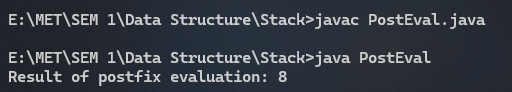 E:\MET\SEM 1\Data Structure\Stack>javac PostEval.java
E:\MET\SEM 1\Data Structure\Stack>java PostEval
Result of postfix evaluation: 8